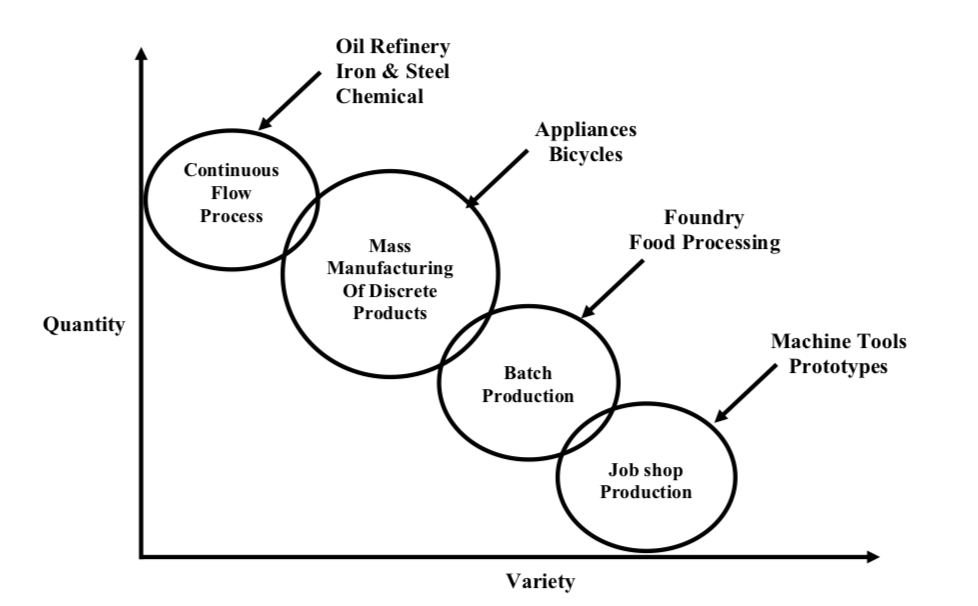 Oil Refinery
Iron & Steel
Chemical
Appliances
Bicycles
Continuous
Flow
Process
Foundry
Food Processing
Mass
Manufacturing
Of Discrete
Products
Quantity
Machine Tools
Prototypes
Batch
Production
Job shop
Production
Variety